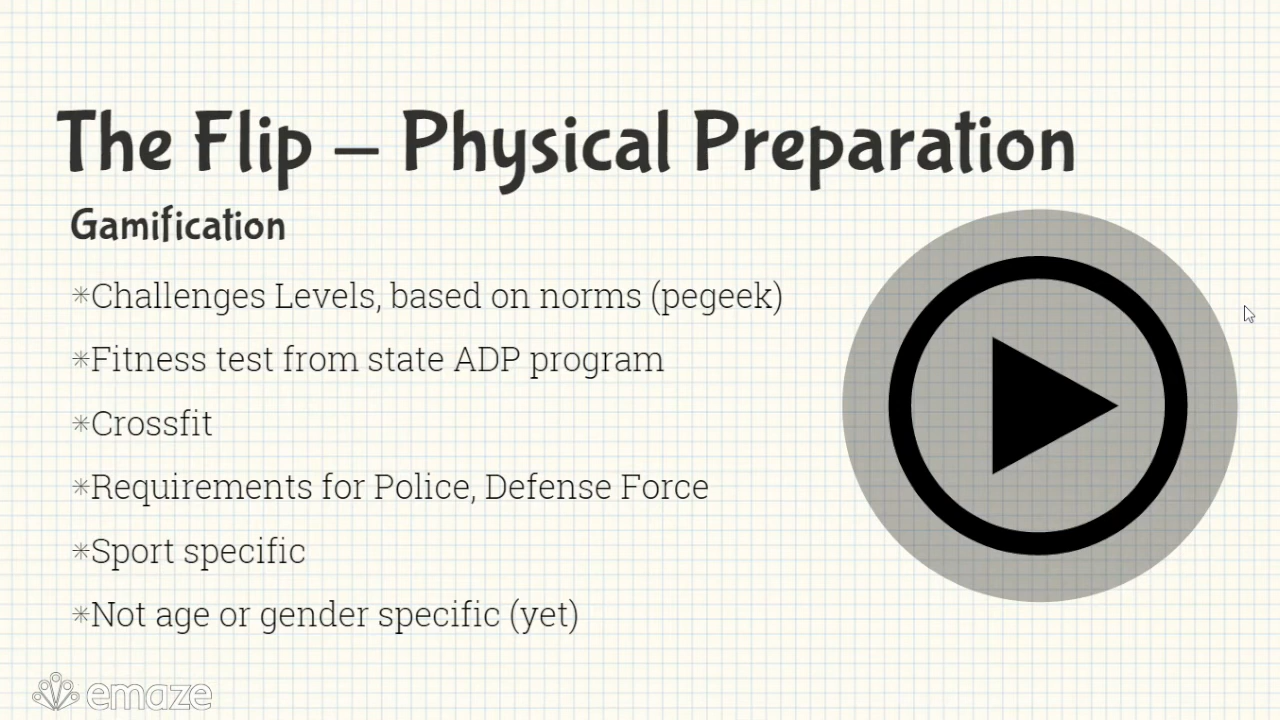 The Flip – Physical Preparation
Gamification
✳Challenges Levels, based on norms (pegeek)
✳Fitness test from state ADP program
✳Crossfit
✳Requirements for Police, Defense Force
✳Sport specific
✳Not age or gender specific (yet)
emaze